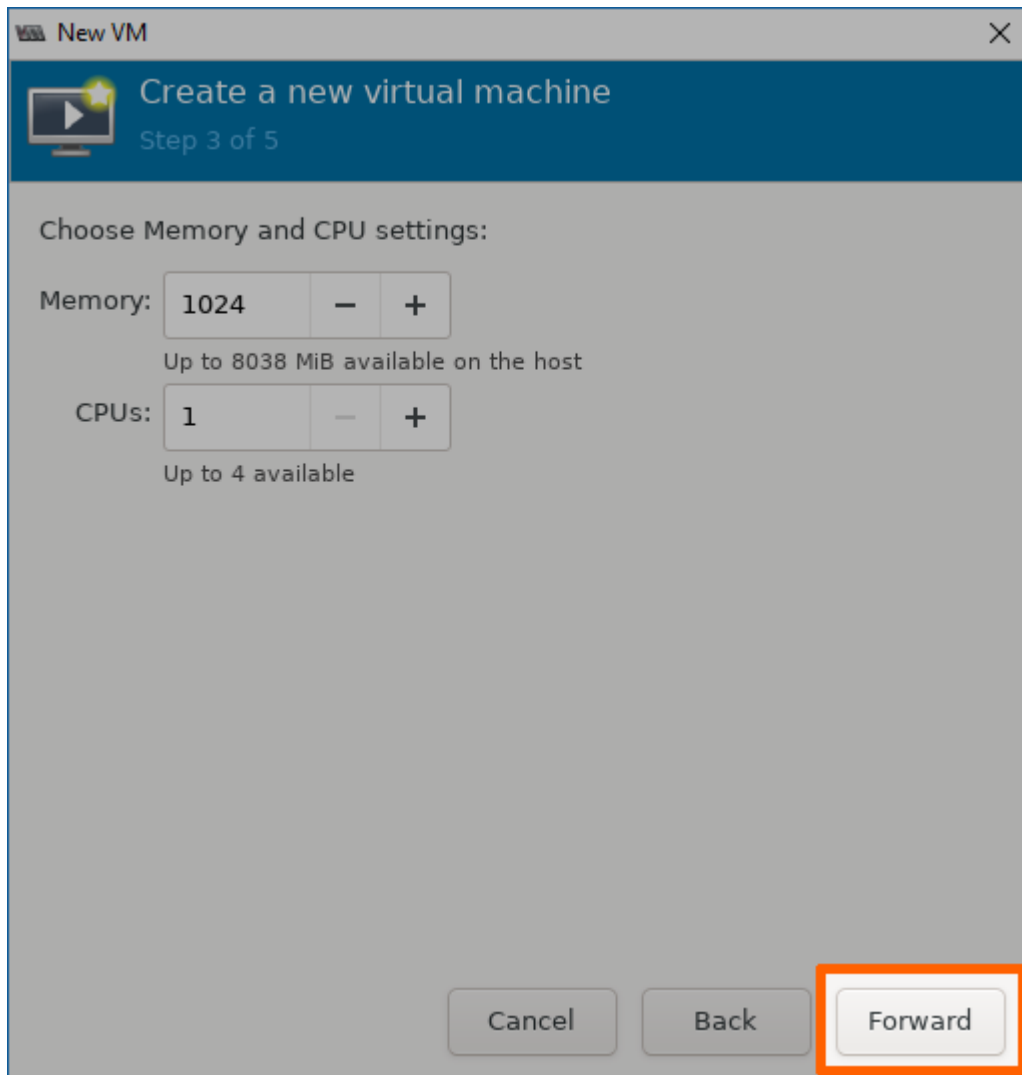 New VM
Create a new virtual machine
Step 3 of 5
Choose Memory and CPU settings:
Memory: 1024 − +
Up to 8038 MiB available on the host
CPUs: 1 − +
Up to 4 available
Cancel Back Forward